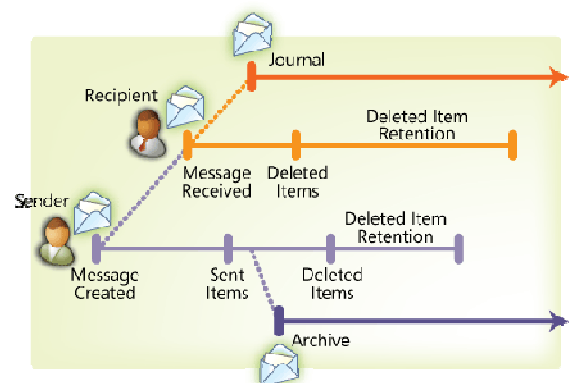 Journal
Recipient
Deleted Item
Retention
Message
Received
Deleted
Items
Sender
Deleted Item
Retention
Message
Created
Sent
Items
Deleted
Items
Archive